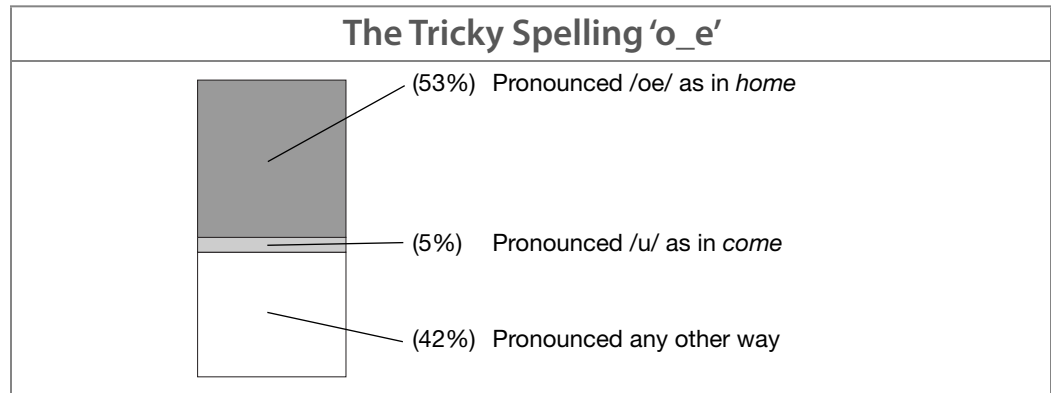 The Tricky Spelling ‘o_e’
(53%) Pronounced /oe/ as in home
(5%) Pronounced /u/ as in come
(42%) Pronounced any other way